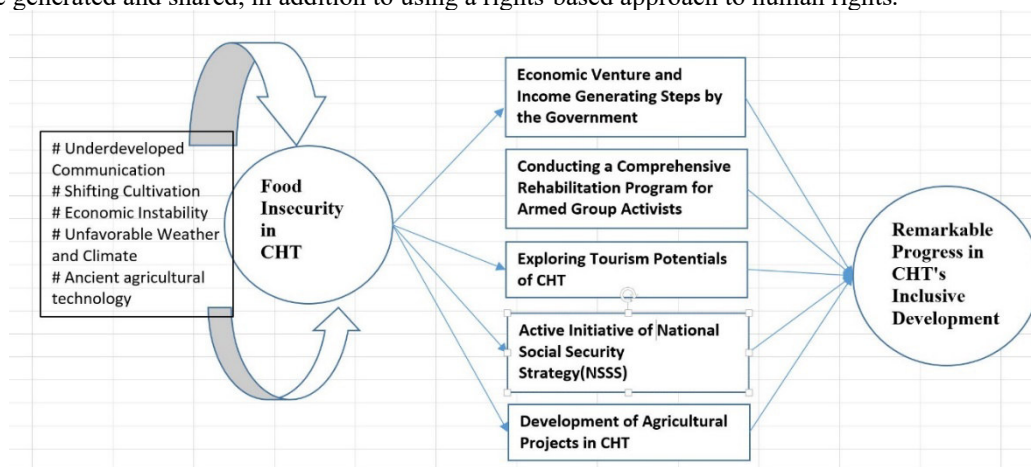 generated and shared, in addition to using a rights-based approach to human rights.
# Underdeveloped
Communication
# Shifting Cultivation
# Economic Instability
# Unfavorable Weather
and Climate
# Ancient agricultural
technology
Food
Insecurity
in
CHT
Economic Venture and
Income Generating Steps by
the Government
Conducting a Comprehensive
Rehabilitation Program for
Armed Group Activists
Exploring Tourism Potentials
of CHT
Active Initiative of National
Social Security
Strategy(NSSS)
Development of Agricultural
Projects in CHT
Remarkable
Progress in
CHT's
Inclusive
Development